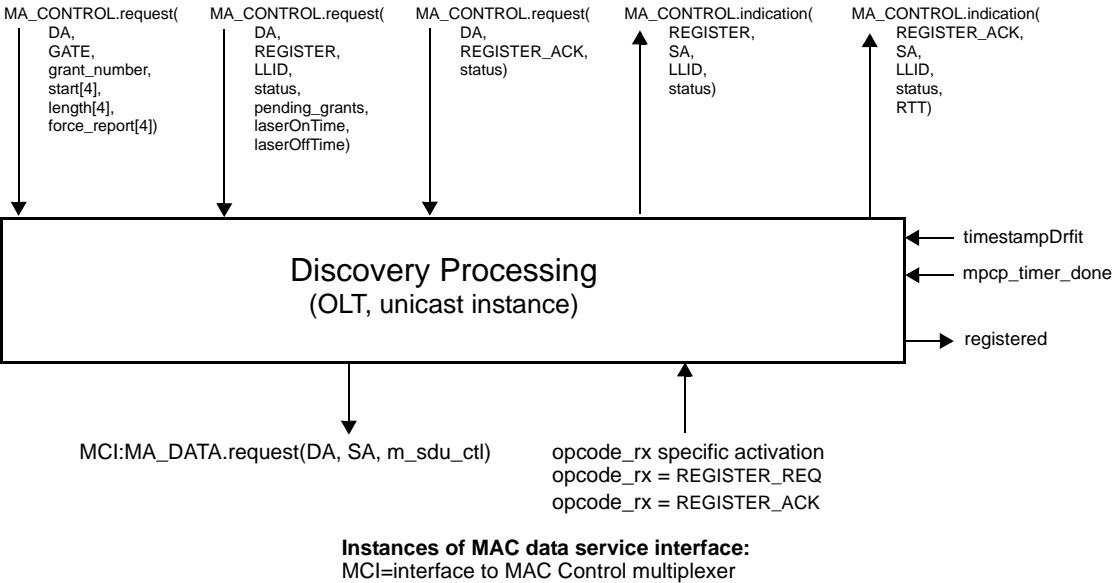 MA_CONTROL.request(
DA,
GATE,
grant_number,
start[4],
length[4],
force_report[4])
MA_CONTROL.request(
DA,
REGISTER,
LLID,
status,
pending_grants,
laserOnTime,
laserOffTime)
MA_CONTROL.request(
DA,
REGISTER_ACK,
status)
MA_CONTROL.indication(
REGISTER,
SA,
LLID,
status)
MA_CONTROL.indication(
REGISTER_ACK,
SA,
LLID,
status,
RTT)
Discovery Processing
(OLT, unicast instance)
timestampDrfit
mpcp_timer_done
registered
MCI:MA_DATA.request(DA, SA, m_sdu_ctl)
opcode_rx specific activation
opcode_rx = REGISTER_REQ
opcode_rx = REGISTER_ACK
Instances of MAC data service interface:
MCI=interface to MAC Control multiplexer